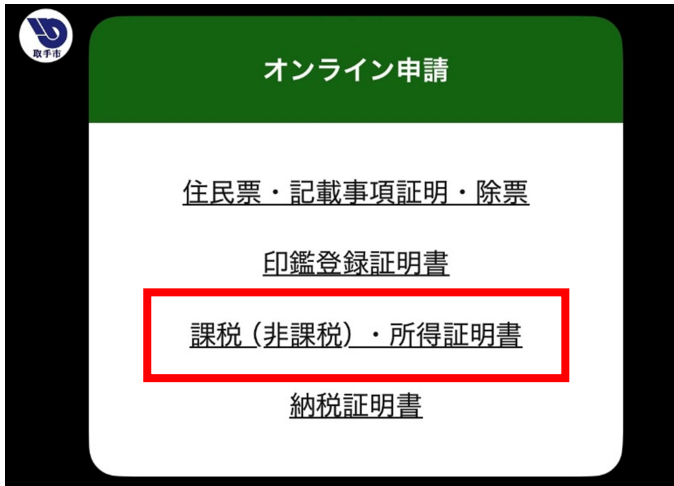 取手市
オンライン申請
住民票・記載事項証明・除票
印鑑登録証明書
課税（非課税）・所得証明書
納税証明書